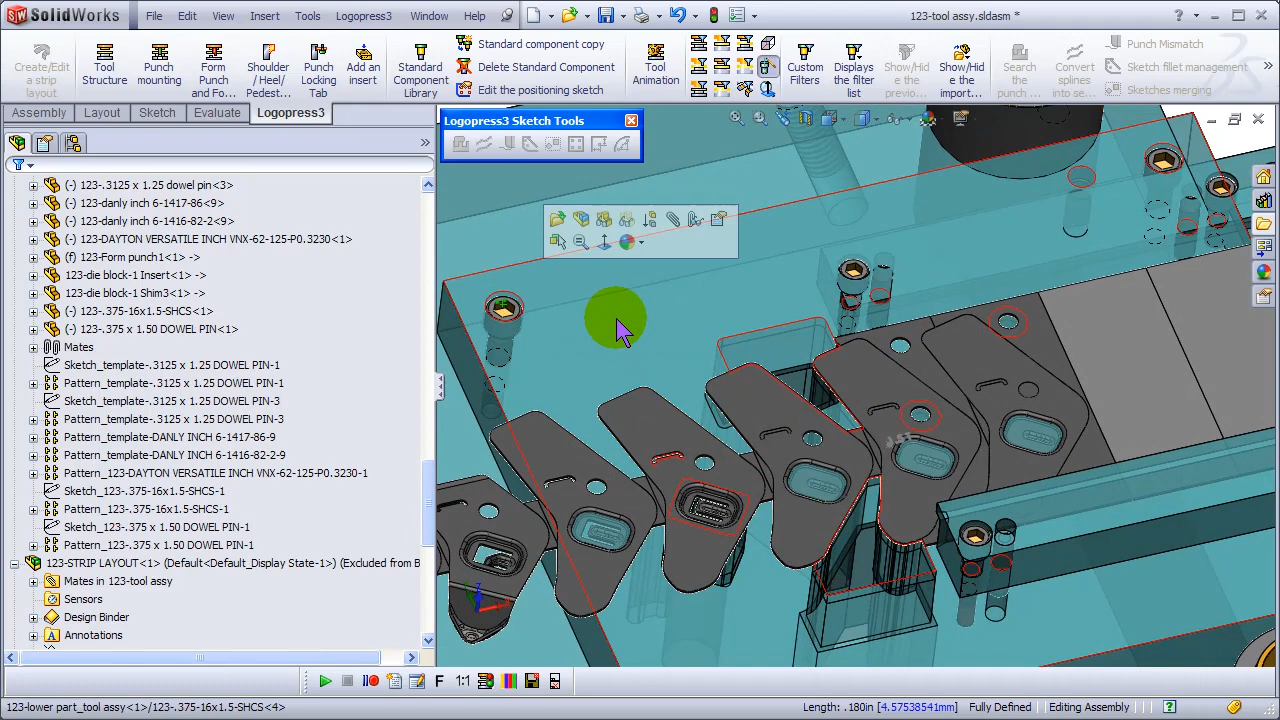 SolidWorks File Edit View Insert Tools Logopress3 Window Help 123-tool assy.sldasm *
Create/Edit a strip layout
Tool Structure
Punch mounting
Form Punch and Fo...
Shoulder / Heel/ Pedest...
Punch Locking Tab
Add an insert
Standard Component Library
Standard component copy
Delete Standard Component
Edit the positioning sketch
Tool Animation
Custom Filters
Displays the filter list
Show/Hid e the previo...
Show/Hid e the import...
Search the punch ...
Convert splines into se...
Punch Mismatch
Sketch fillet management
Sketches merging
Assembly Layout Sketch Evaluate Logopress3
Logopress3 Sketch Tools
(-) 123-.3125 x 1.25 dowel pin<3>
(-) 123-danly inch 6-1417-86<9>
(-) 123-danly inch 6-1416-82-2<9>
(-) 123-DAYTON VERSATILE INCH VNX-62-125-P0.3230<1>
(f) 123-Form punch1<1>
123-die block-1 Insert<1> ->
123-die block-1 Shim3<1> ->
(-) 123-.375-16x1.5-SHCS<1>
(-) 123-.375 x 1.50 DOWEL PIN<1>
Mates
Sketch_template-.3125 x 1.25 DOWEL PIN-1
Pattern_template-.3125 x 1.25 DOWEL PIN-1
Sketch_template-.3125 x 1.25 DOWEL PIN-3
Pattern_template-.3125 x 1.25 DOWEL PIN-3
Pattern_template-DANLY INCH 6-1417-86-9
Pattern_template-DANLY INCH 6-1416-82-2-9
Pattern_123-DAYTON VERSATILE INCH VNX-62-125-P0.3230-1
Sketch_123-.375-16x1.5-SHCS-1
Pattern_123-.375-16x1.5-SHCS-1
Sketch_123-.375 x 1.50 DOWEL PIN-1
Pattern_123-.375 x 1.50 DOWEL PIN-1
123-STRIP LAYOUT<1> (Default<Default_Display State-1>) (Excluded from B
Mates in 123-tool assy
Sensors
Design Binder
Annotations
F 1:1
123-lower part_tool assy<1>/123-.375-16x1.5-SHCS<4> Length: .180in [4.57538541mm] Fully Defined Editing Assembly